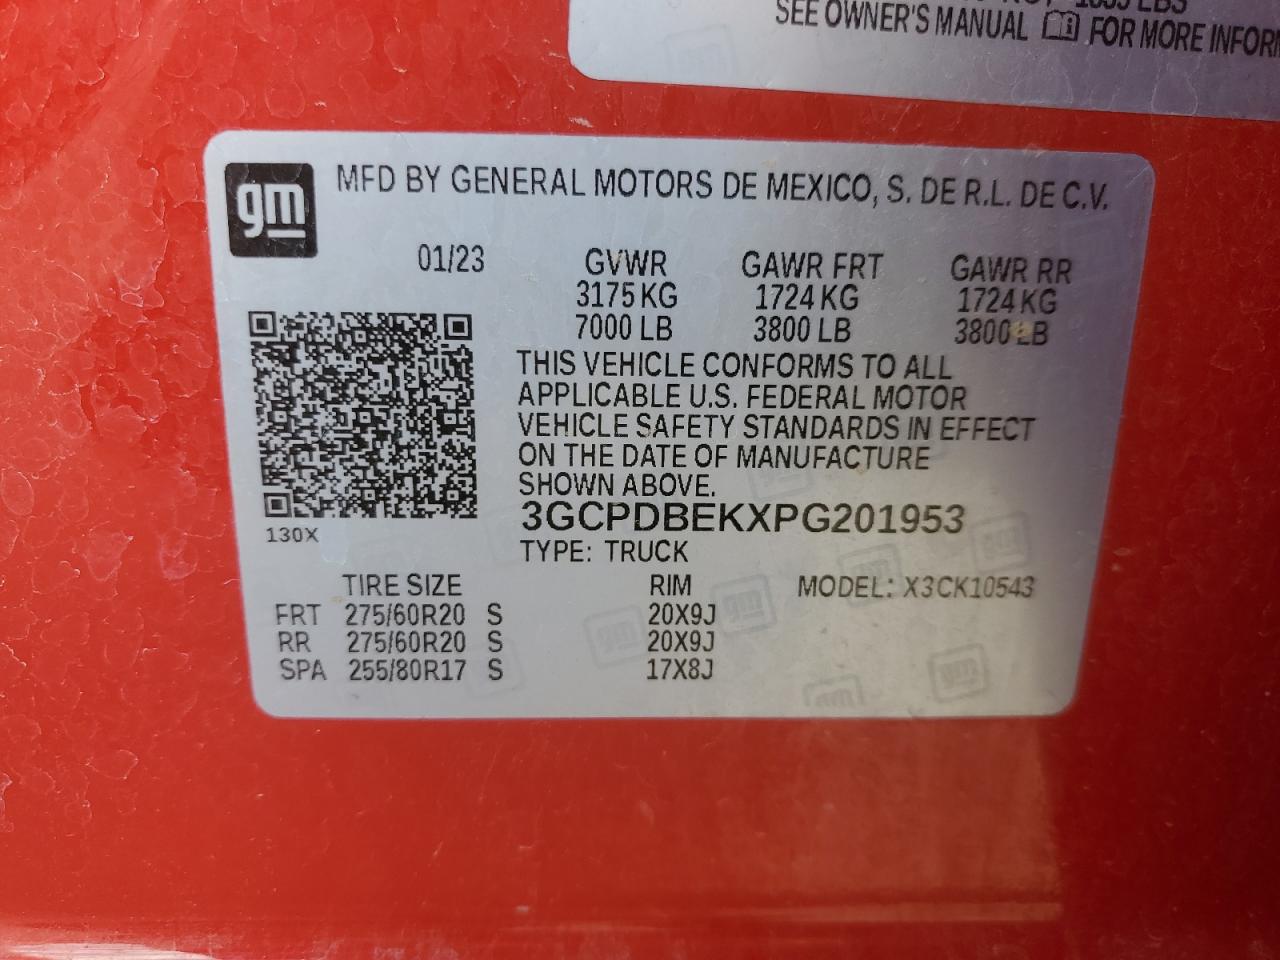 SEE OWNER'S MANUAL FOR MORE
gm MFD BY GENERAL MOTORS DE MEXICO, S. DE R.L. DE C.V.
01/23 GVWR GAWR FRT GAWR RR
3175 KG 1724 KG 1724 KG
7000 LB 3800 LB 3800 LB
THIS VEHICLE CONFORMS TO ALL
APPLICABLE U.S. FEDERAL MOTOR
VEHICLE SAFETY STANDARDS IN EFFECT
ON THE DATE OF MANUFACTURE
SHOWN ABOVE.
3GCPDBEKXPG201953
130X
TYPE: TRUCK
TIRE SIZE RIM MODEL: X3CK10543
FRT 275/60R20 S 20X9J
RR 275/60R20 S 20X9J
SPA 255/80R17 S 17X8J